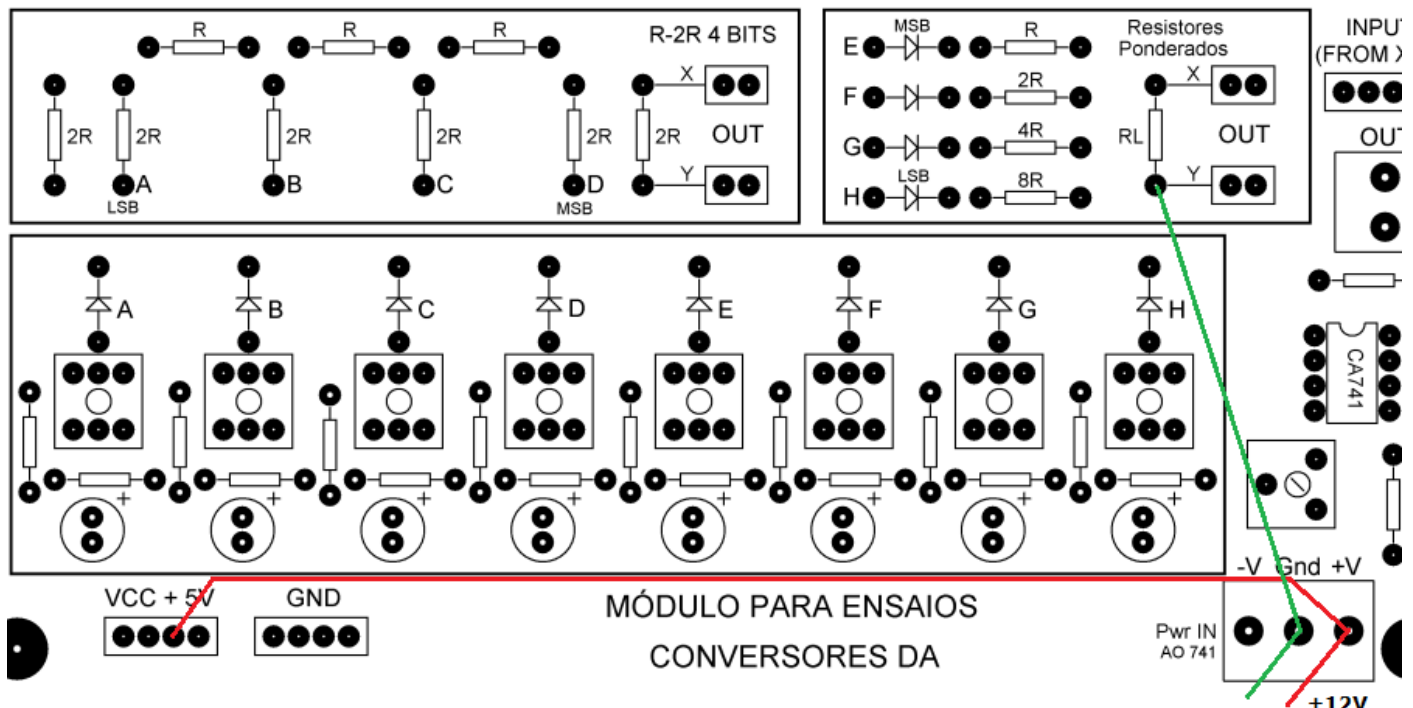 R
R
R
R-2R 4 BITS
X
2R
2R
2R
2R
2R
2R
OUT
Y
A
LSB
B
C
D
MSB
MSB
E
R
Resistores
Ponderados
F
2R
X
G
4R
RL
OUT
LSB
H
8R
Y
INPUT
(FROM X
OUT
A
B
C
D
E
F
G
H
CA741
+
+
+
+
+
+
+
+
VCC + 5V
GND
MÓDULO PARA ENSAIOS
CONVERSORES DA
-V Gnd +V
Pwr IN
AO 741
+12V